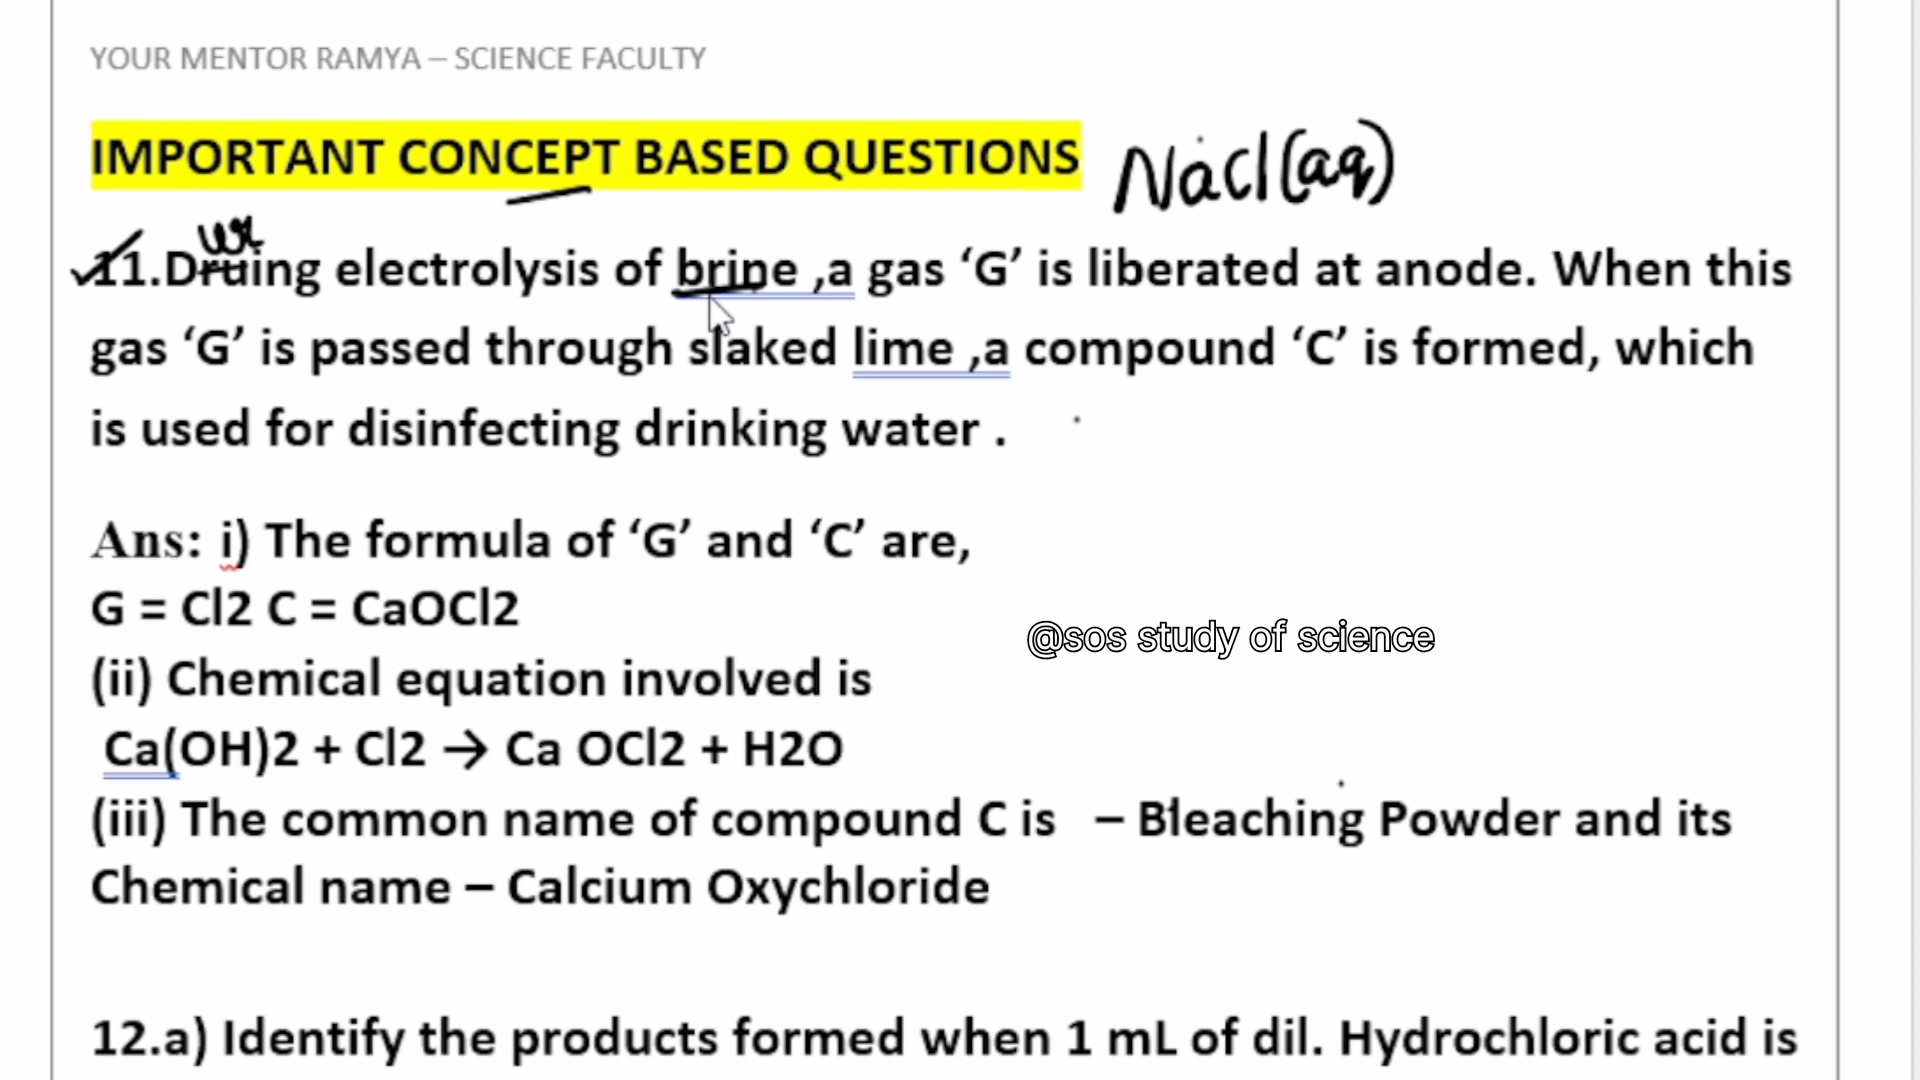 YOUR MENTOR RAMYA – SCIENCE FACULTY
IMPORTANT CONCEPT BASED QUESTIONS
Nacl(aq)
ur
11.Druing electrolysis of brine ,a gas ‘G’ is liberated at anode. When this
gas ‘G’ is passed through slaked lime ,a compound ‘C’ is formed, which
is used for disinfecting drinking water .
Ans: i) The formula of ‘G’ and ‘C’ are,
G = Cl2 C = CaOCl2
@sos study of science
(ii) Chemical equation involved is
Ca(OH)2 + Cl2 → Ca OCl2 + H2O
(iii) The common name of compound C is – Bleaching Powder and its
Chemical name – Calcium Oxychloride
12.a) Identify the products formed when 1 mL of dil. Hydrochloric acid is